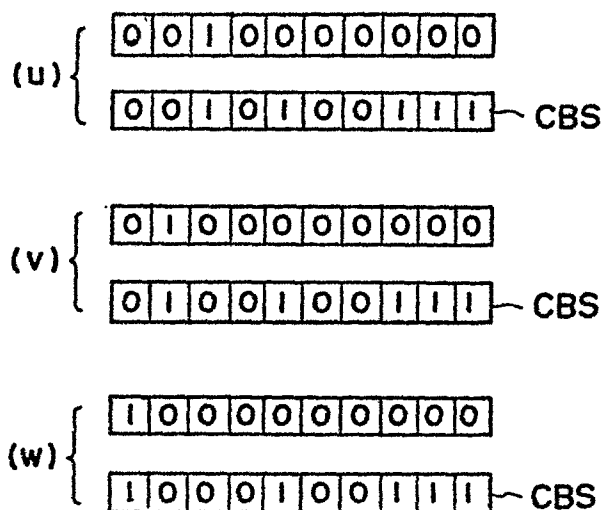 0 0 1 0 0 0 0 0 0 0
(u)
0 0 1 0 1 0 0 1 1 1 CBS
0 1 0 0 0 0 0 0 0 0
(v)
0 1 0 0 1 0 0 1 1 1 CBS
1 0 0 0 0 0 0 0 0 0
(w)
1 0 0 0 1 0 0 1 1 1 CBS